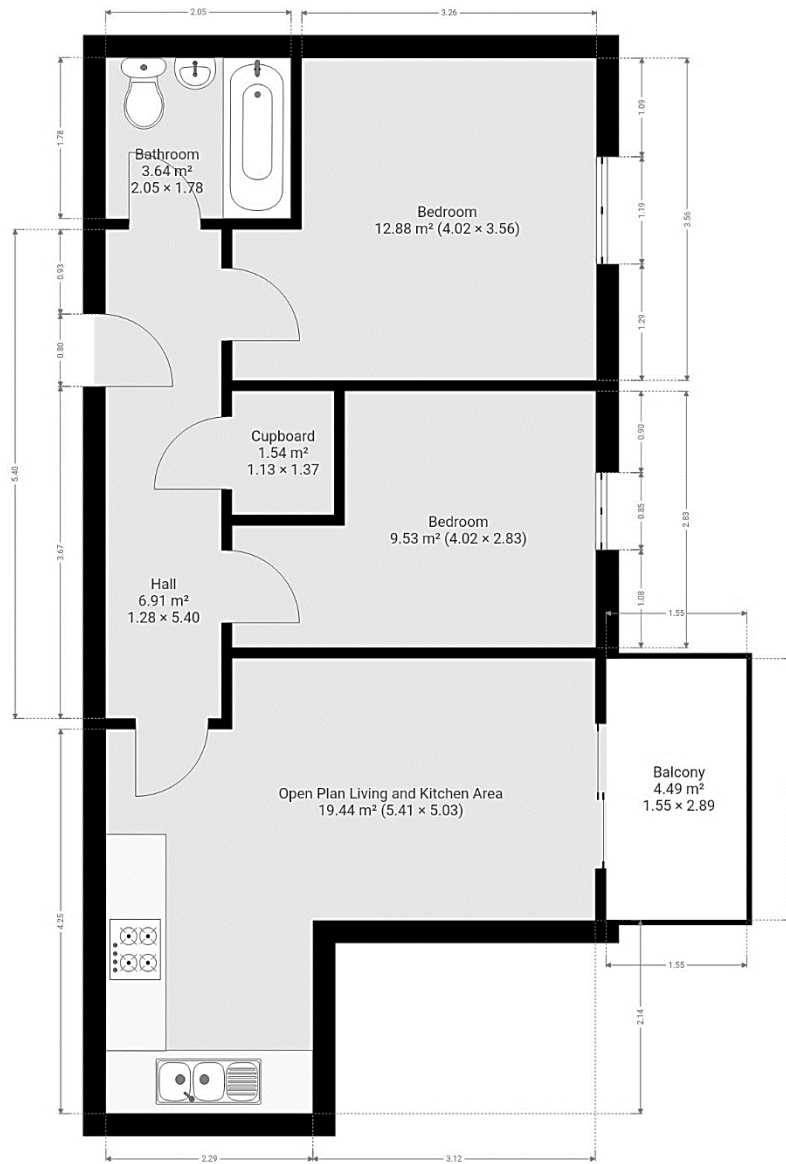 2.05
3.26
1.78
1.09
Bathroom
3.64 m²
2.05 × 1.78
1.19
3.56
Bedroom
12.88 m² (4.02 × 3.56)
0.93
1.29
0.80
5.40
3.67
Cupboard
1.54 m²
1.13 × 1.37
0.90
0.85
2.83
Bedroom
9.53 m² (4.02 × 2.83)
1.08
Hall
6.91 m²
1.28 × 5.40
1.55
Open Plan Living and Kitchen Area
19.44 m² (5.41 × 5.03)
Balcony
4.49 m²
1.55 × 2.89
4.25
1.55
2.14
2.29
3.12